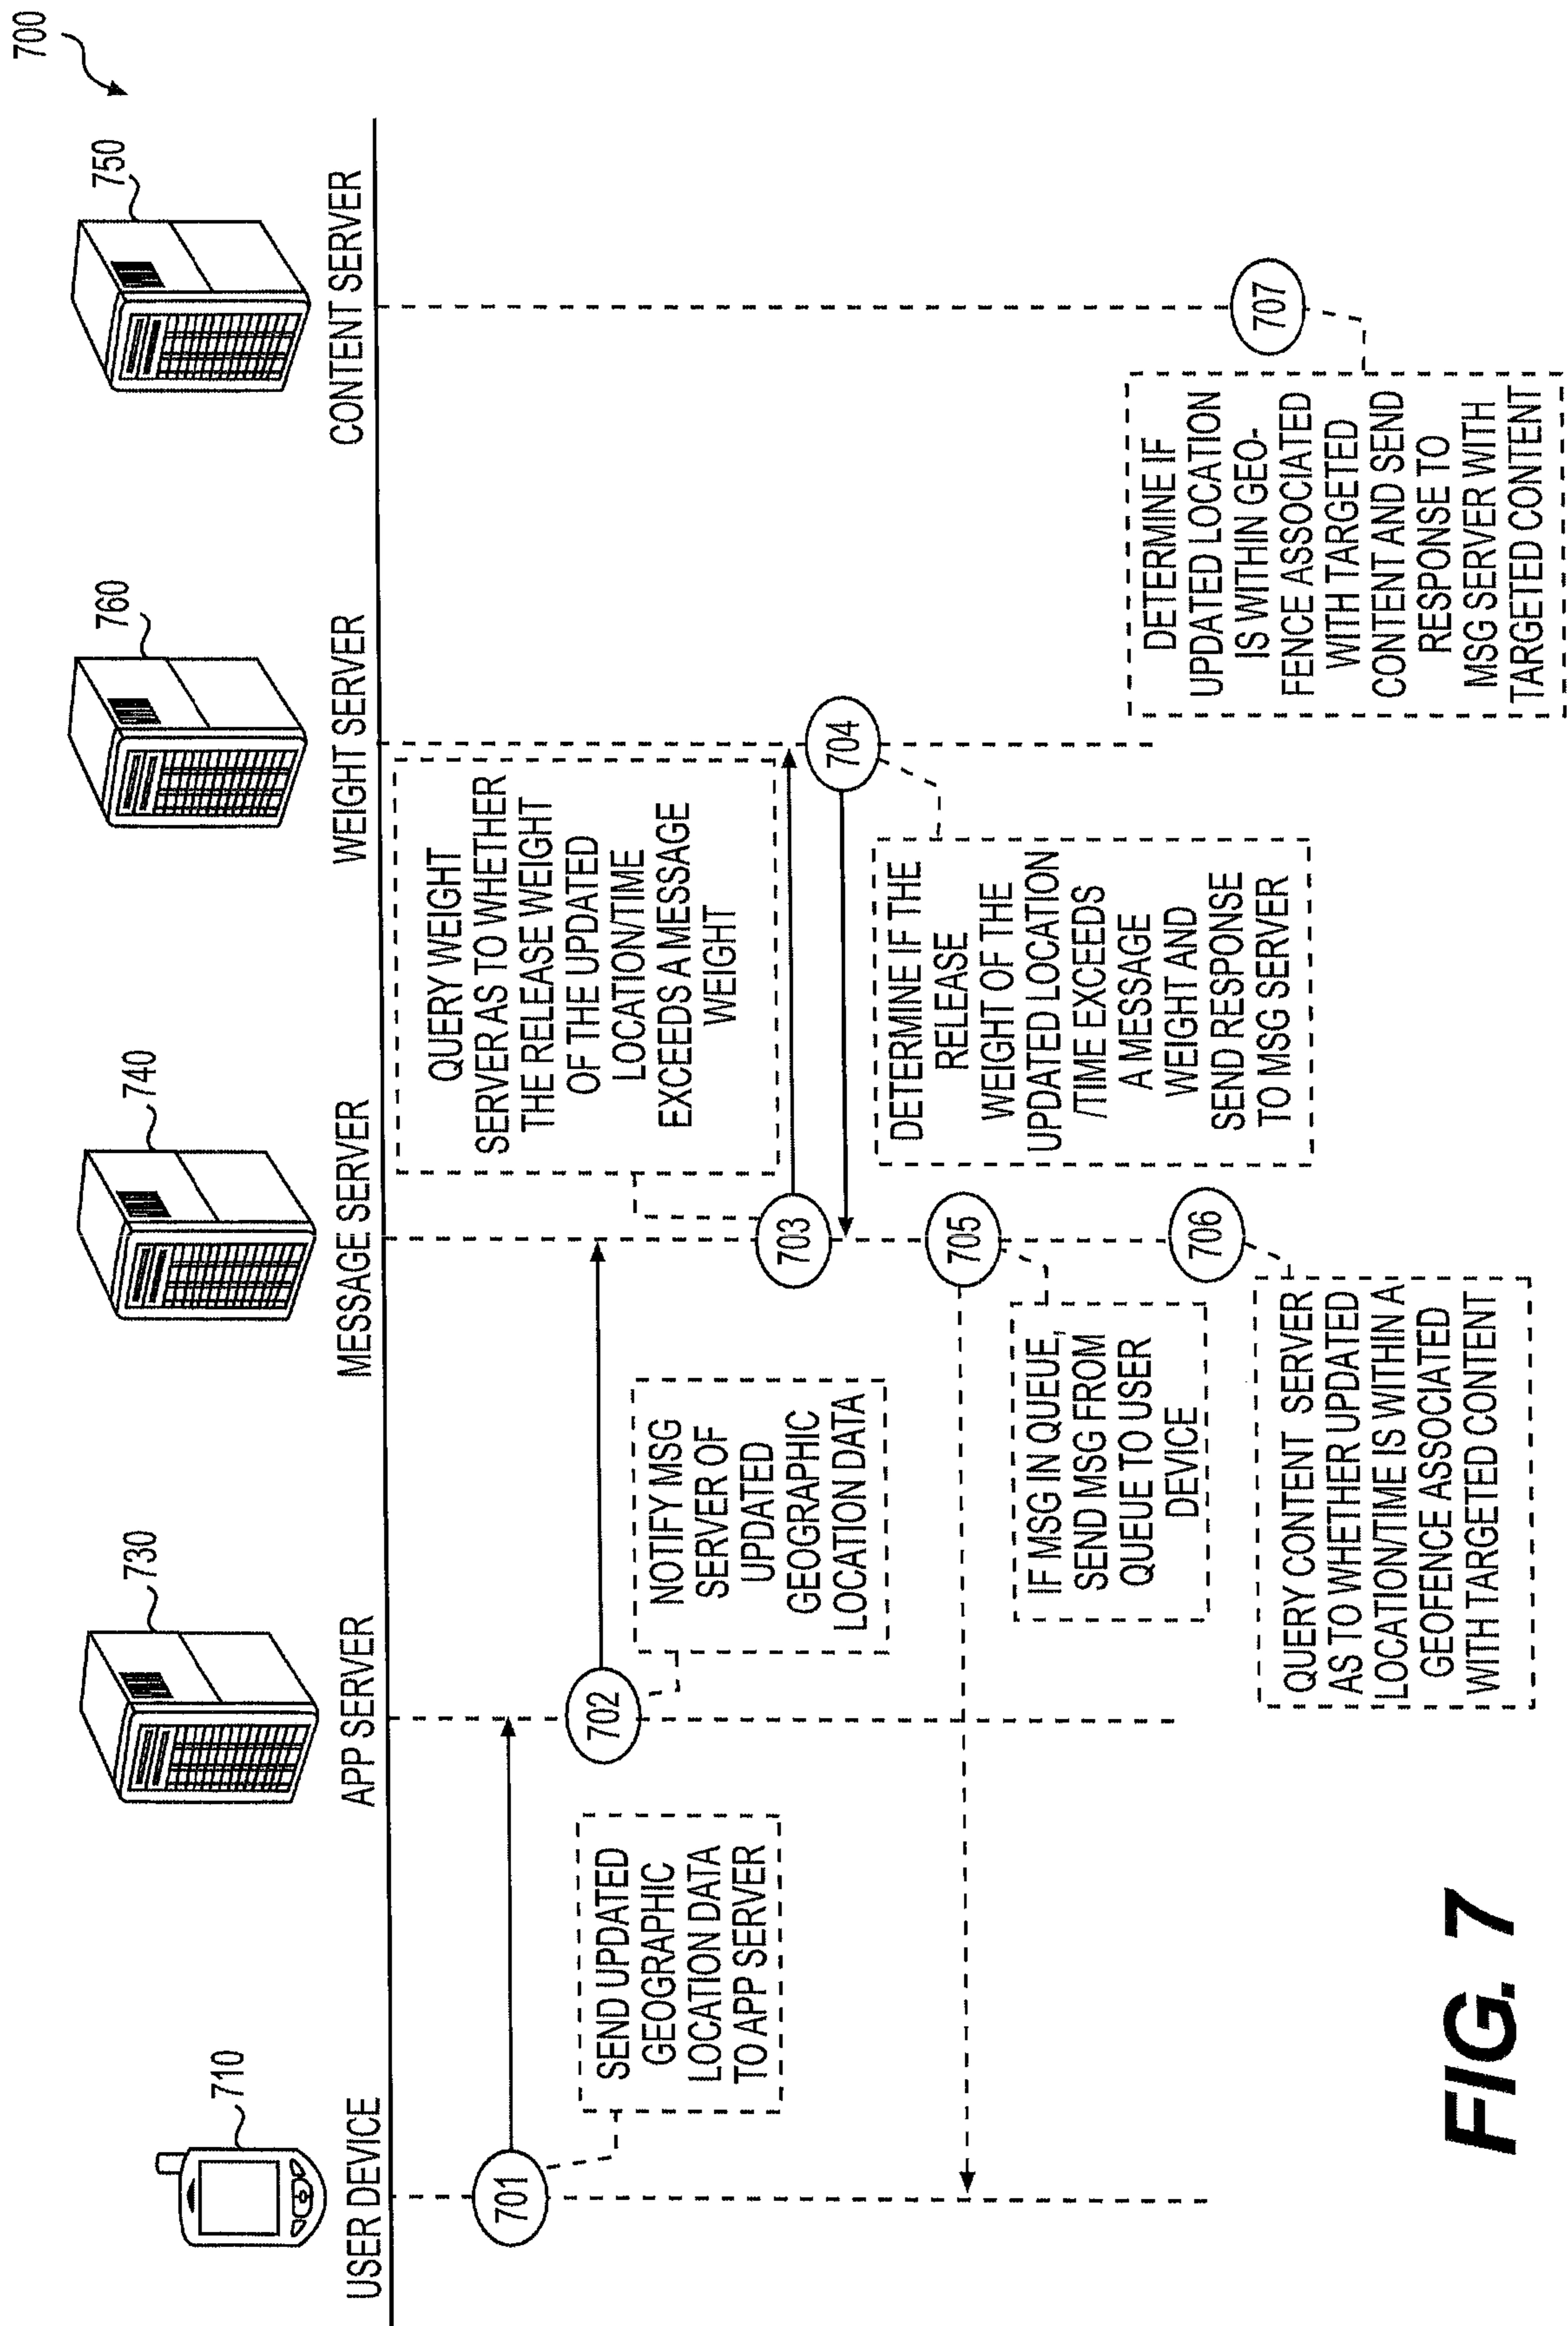 700
710
730
740
760
750
USER DEVICE
APP SERVER
MESSAGE SERVER
WEIGHT SERVER
CONTENT SERVER
701
SEND UPDATED
GEOGRAPHIC
LOCATION DATA
TO APP SERVER
702
NOTIFY MSG
SERVER OF
UPDATED
GEOGRAPHIC
LOCATION DATA
703
QUERY WEIGHT
SERVER AS TO WHETHER
THE RELEASE WEIGHT
OF THE UPDATED
LOCATION/TIME
EXCEEDS A MESSAGE
WEIGHT
704
DETERMINE IF THE
RELEASE
WEIGHT OF THE
UPDATED LOCATION
/TIME EXCEEDS
A MESSAGE
WEIGHT AND
SEND RESPONSE
TO MSG SERVER
705
IF MSG IN QUEUE,
SEND MSG FROM
QUEUE TO USER
DEVICE
706
QUERY CONTENT SERVER
AS TO WHETHER UPDATED
LOCATION/TIME IS WITHIN A
GEOFENCE ASSOCIATED
WITH TARGETED CONTENT
707
DETERMINE IF
UPDATED LOCATION
IS WITHIN GEO-
FENCE ASSOCIATED
WITH TARGETED
CONTENT AND SEND
RESPONSE TO
MSG SERVER WITH
TARGETED CONTENT
FIG. 7